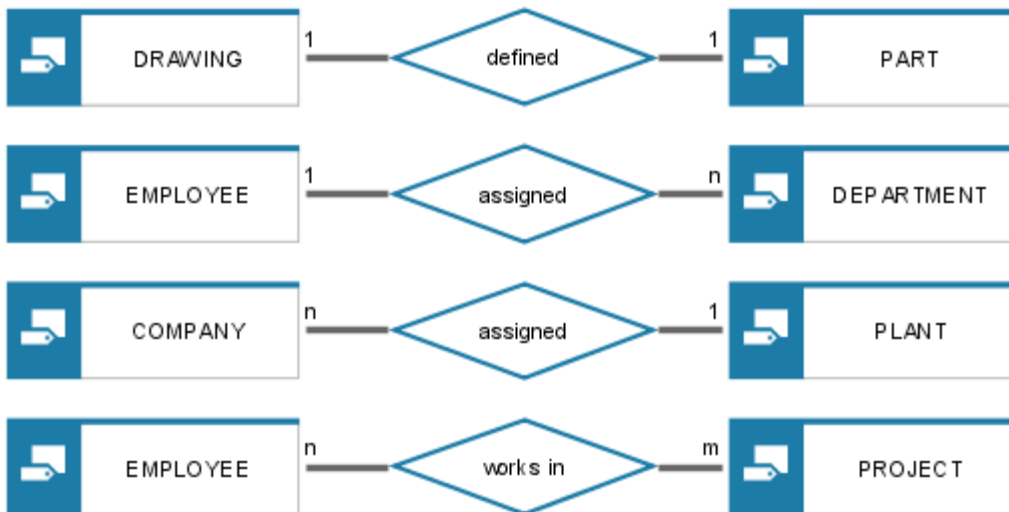 DRAWING 1 defined 1 PART
EMPLOYEE 1 assigned n DEPARTMENT
COMPANY n assigned 1 PLANT
EMPLOYEE n works in m PROJECT